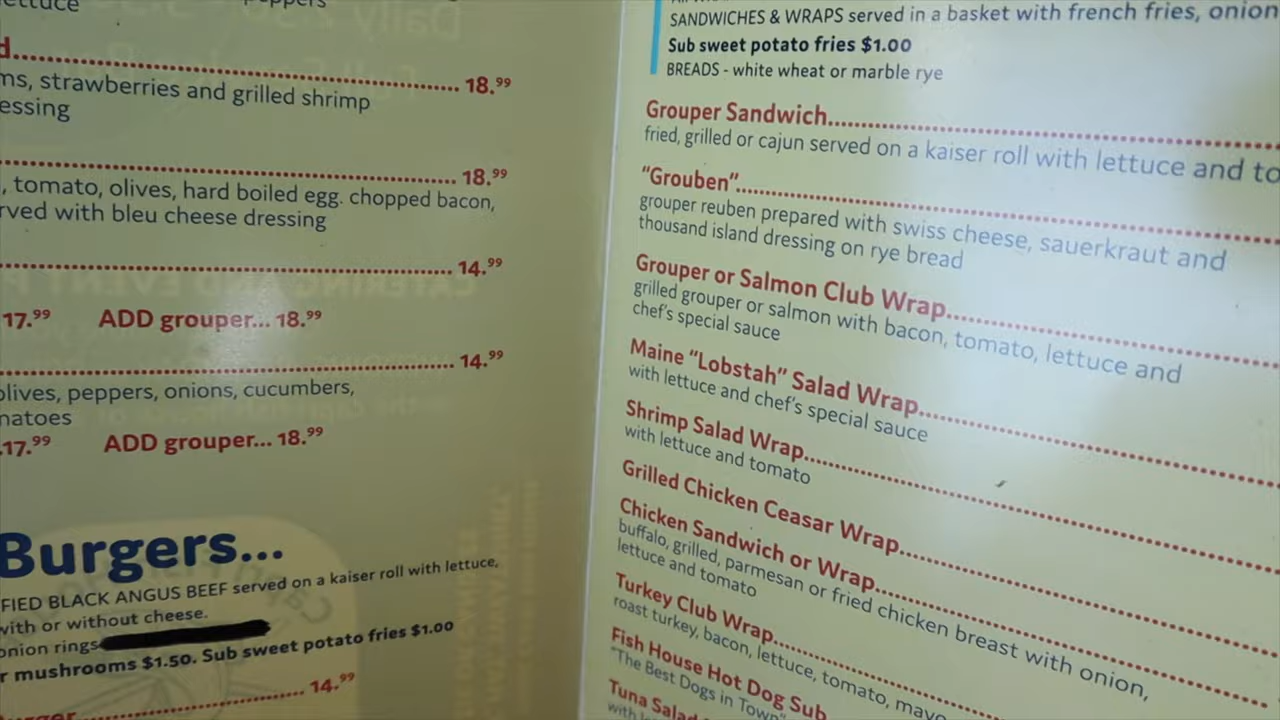 lettuce
peppers
18.99
ms, strawberries and grilled shrimp
essing
18.99
, tomato, olives, hard boiled egg. chopped bacon,
rved with bleu cheese dressing
14.99
17.99 ADD grouper... 18.99
14.99
olives, peppers, onions, cucumbers,
matoes
17.99 ADD grouper... 18.99
Burgers...
FIED BLACK ANGUS BEEF served on a kaiser roll with lettuce,
with or without cheese.
onion rings
r mushrooms $1.50. Sub sweet potato fries $1.00
14.99
SANDWICHES & WRAPS served in a basket with french fries, onion
Sub sweet potato fries $1.00
BREADS - white wheat or marble rye
Grouper Sandwich
fried, grilled or cajun served on a kaiser roll with lettuce and to
"Grouben"
grouper reuben prepared with swiss cheese, sauerkraut and
thousand island dressing on rye bread
Grouper or Salmon Club Wrap
grilled grouper or salmon with bacon, tomato, lettuce and
chef's special sauce
Maine "Lobstah" Salad Wrap
with lettuce and chef's special sauce
Shrimp Salad Wrap
with lettuce and tomato
Grilled Chicken Ceasar Wrap
Chicken Sandwich or Wrap
buffalo, grilled, parmesan or fried chicken breast with onion,
lettuce and tomato
Turkey Club Wrap
roast turkey, bacon, lettuce, tomato, mayo
Fish House Hot Dog Sub
"The Best Dogs in Town"
Tuna Salad